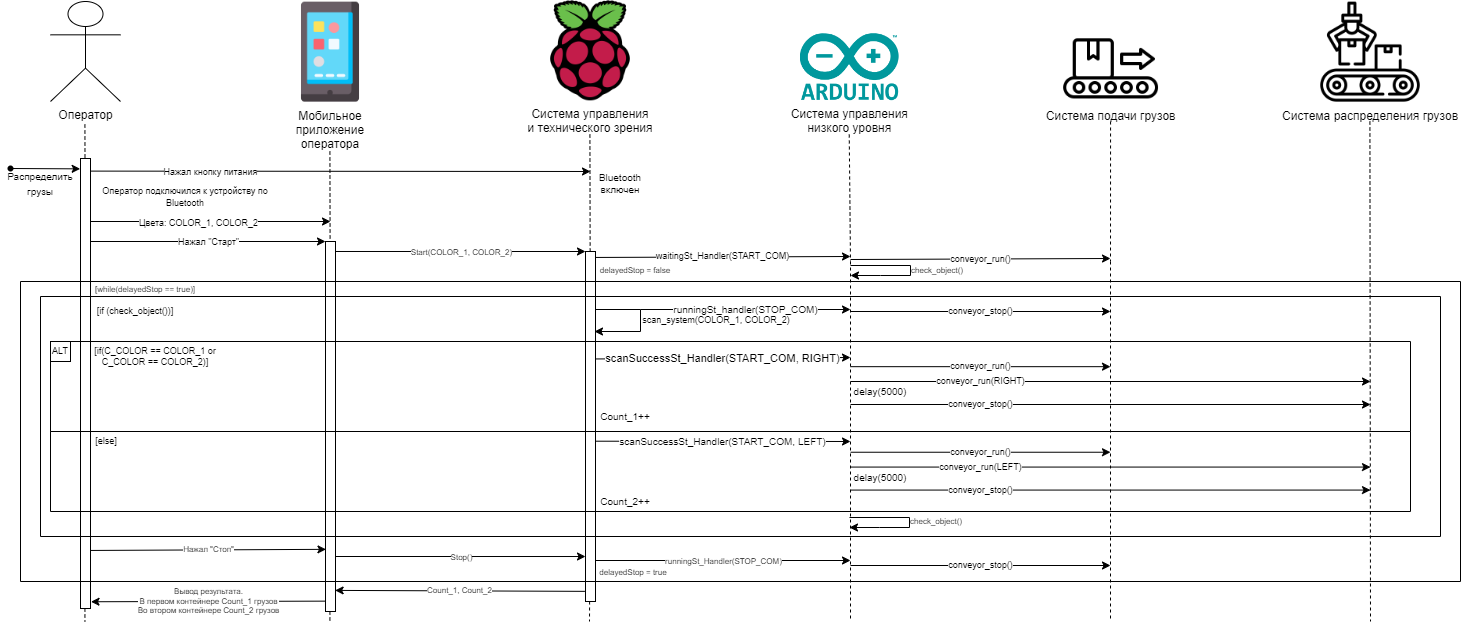 ARDUINO
™
Оператор
Мобильное
приложение
оператора
Система управления
и технического зрения
Система управления
низкого уровня
Система подачи грузов
Система распределения грузов
Распределить
грузы
Нажал кнопку питания
Bluetooth
включен
Оператор подключился к устройству по
Bluetooth
Цвета: COLOR_1, COLOR_2
Нажал "Старт"
Start(COLOR_1, COLOR_2)
waitingSt_Handler(START_COM)
conveyor_run()
delayedStop = false
check_object()
[while(delayedStop == true)]
[if (check_object())]
runningSt_handler(STOP_COM)
conveyor_stop()
scan_system(COLOR_1, COLOR_2)
ALT
[if(C_COLOR == COLOR_1 or
C_COLOR == COLOR_2)]
scanSuccessSt_Handler(START_COM, RIGHT)
conveyor_run()
conveyor_run(RIGHT)
delay(5000)
conveyor_stop()
Count_1++
[else]
scanSuccessSt_Handler(START_COM, LEFT)
conveyor_run()
conveyor_run(LEFT)
delay(5000)
conveyor_stop()
Count_2++
check_object()
Нажал "Стоп"
Stop()
runningSt_Handler(STOP_COM)
conveyor_stop()
delayedStop = true
Count_1, Count_2
Вывод результата.
В первом контейнере Count_1 грузов
Во втором контейнере Count_2 грузов